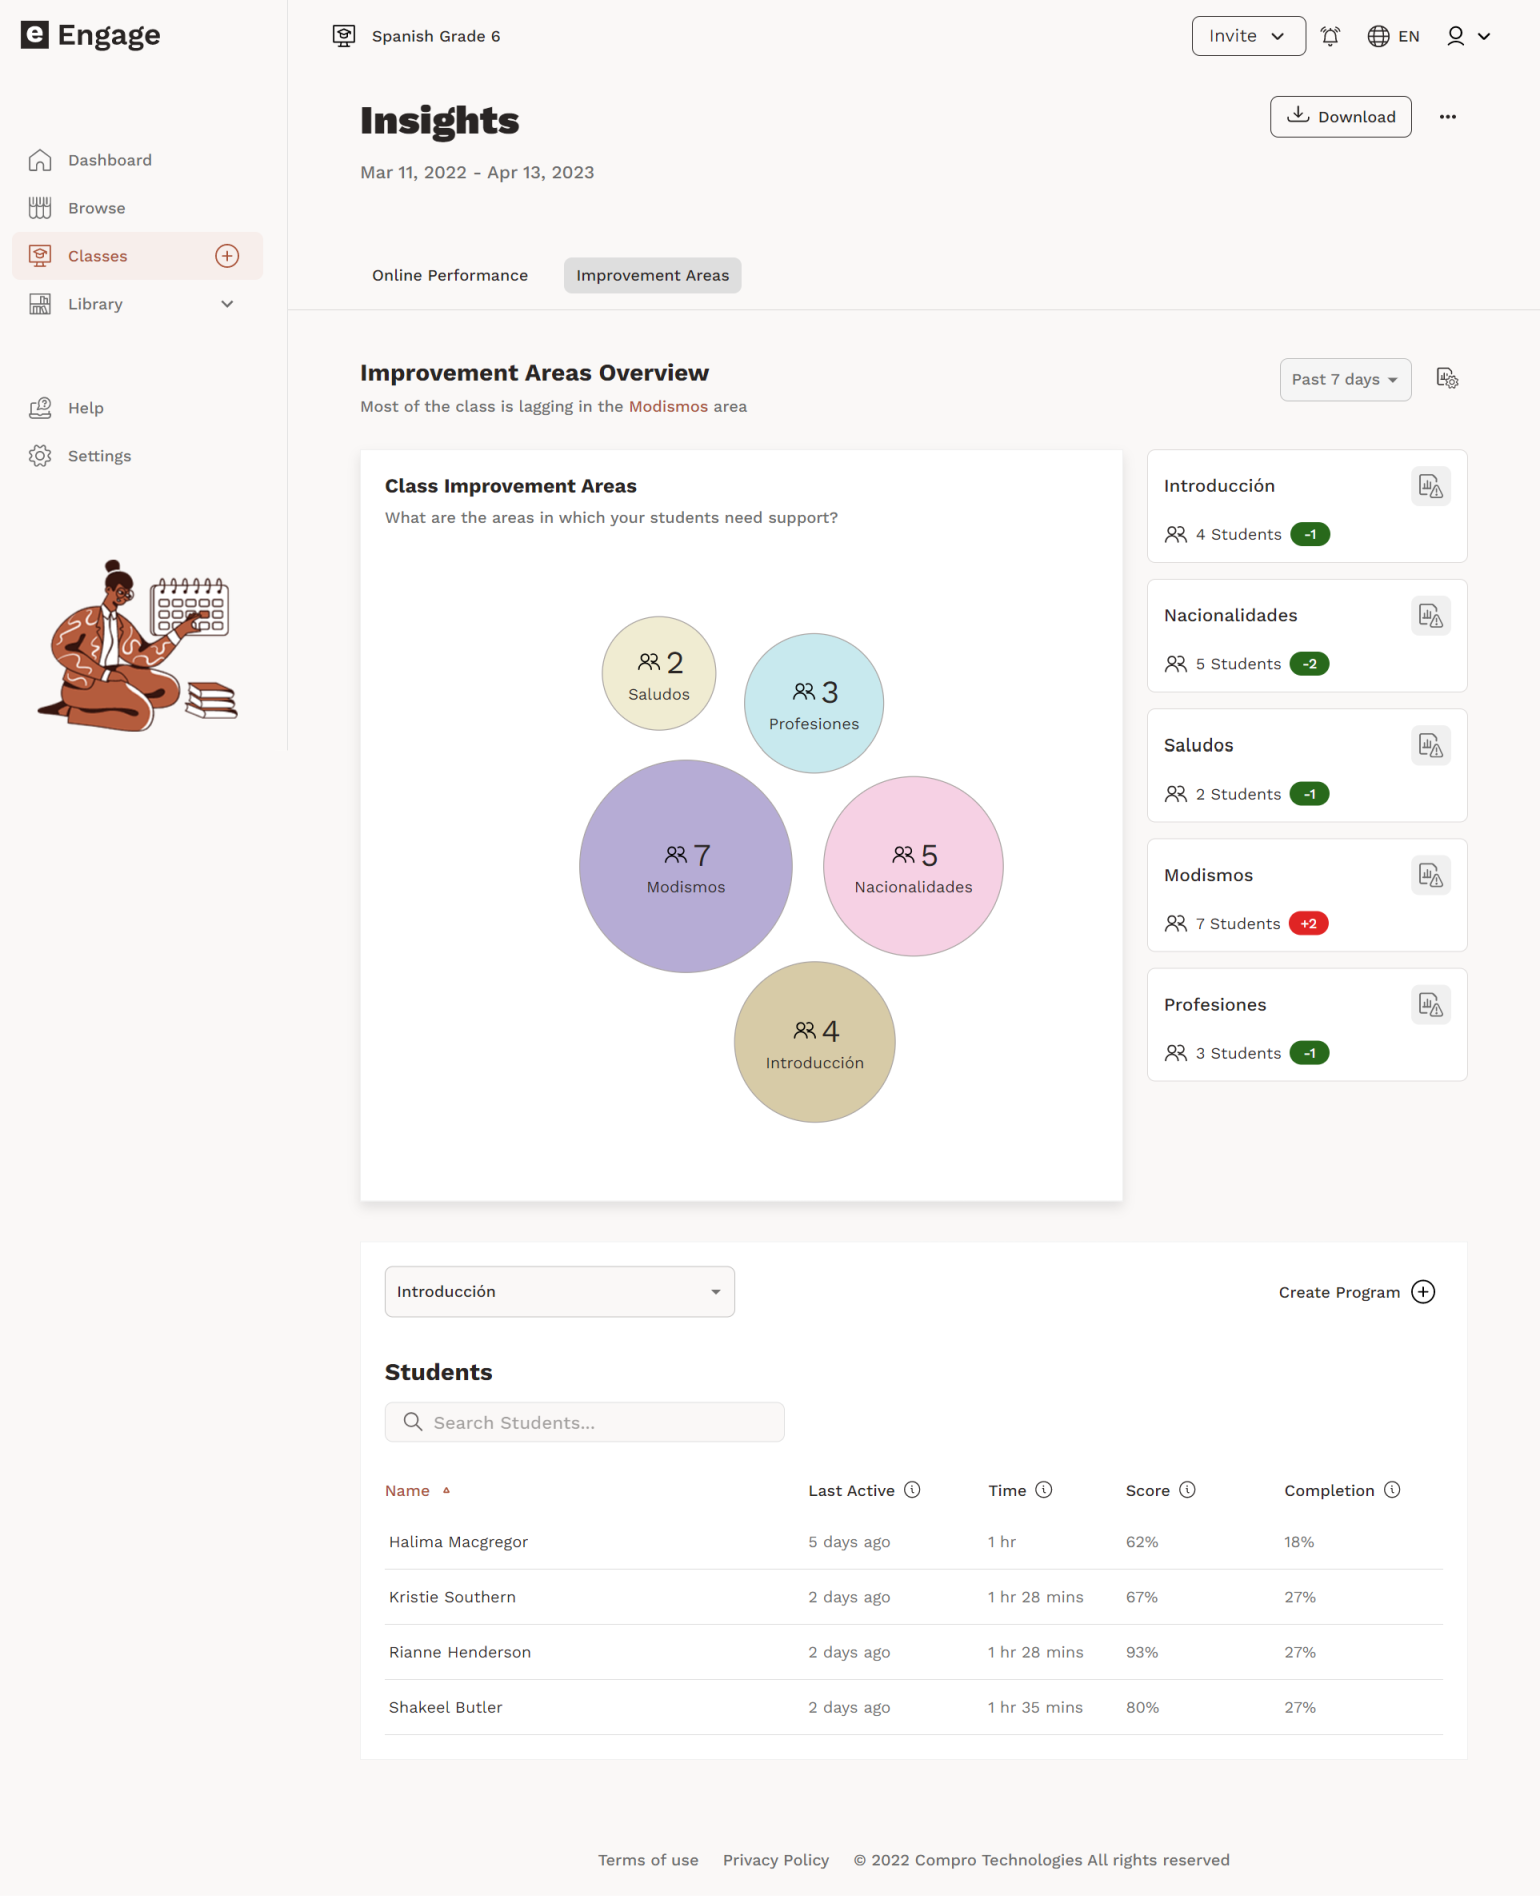 e Engage
Spanish Grade 6
Invite
EN
Insights
Download
Mar 11, 2022 - Apr 13, 2023
Dashboard
Browse
Classes
Library
Help
Settings
Online Performance
Improvement Areas
Improvement Areas Overview
Most of the class is lagging in the Modismos area
Past 7 days
Class Improvement Areas
What are the areas in which your students need support?
2
Saludos
3
Profesiones
7
Modismos
5
Nacionalidades
4
Introducción
Introducción
4 Students -1
Nacionalidades
5 Students -2
Saludos
2 Students -1
Modismos
7 Students +2
Profesiones
3 Students -1
Introducción
Create Program
Students
Search Students...
Name Last Active Time Score Completion
Halima Macgregor 5 days ago 1 hr 62% 18%
Kristie Southern 2 days ago 1 hr 28 mins 67% 27%
Rianne Henderson 2 days ago 1 hr 28 mins 93% 27%
Shakeel Butler 2 days ago 1 hr 35 mins 80% 27%
Terms of use Privacy Policy © 2022 Compro Technologies All rights reserved